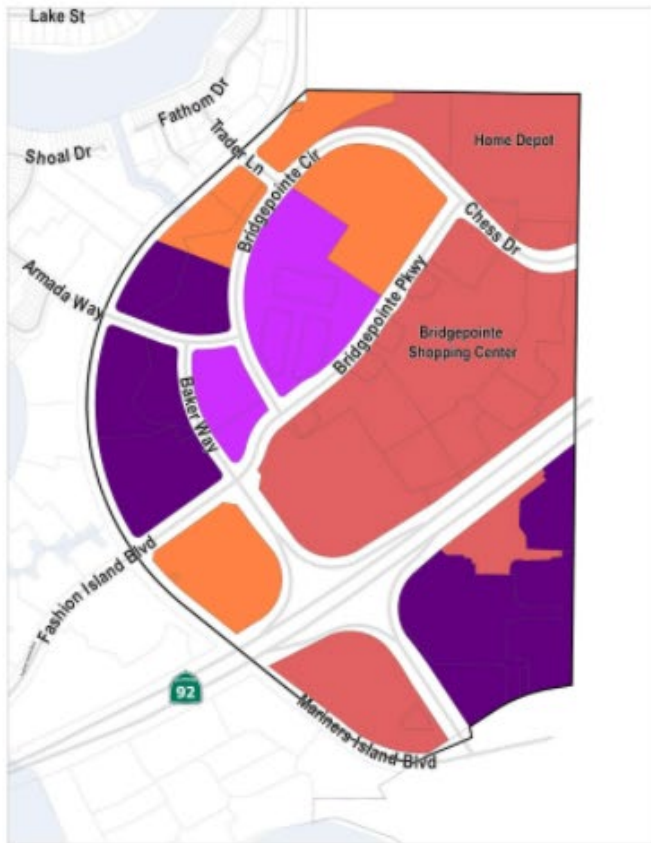 Lake St
Fathom Dr
Trader Ln
Shoal Dr
Home Depot
Bridgepointe Cir
Chess Dr
Armada Way
Bridgepointe Pkwy
Bridgepointe
Shopping Center
Baker Way
Fashion Island Blvd
92
Mariners Island Blvd